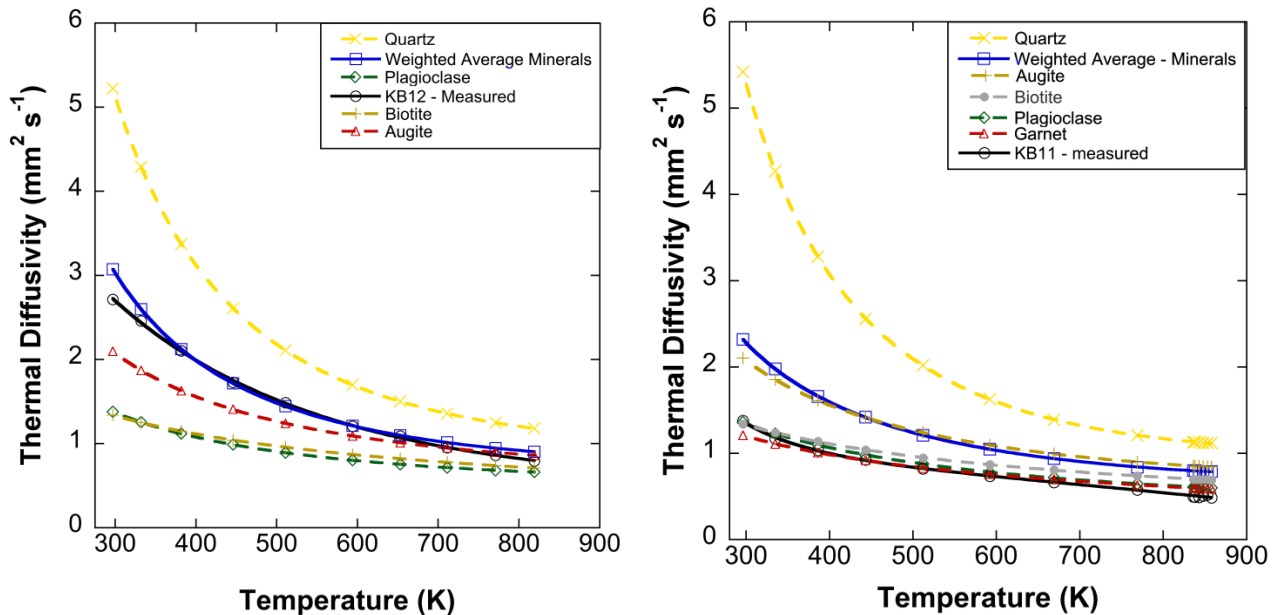 6
5
4
3
2
1
0
300 400 500 600 700 800 900
Thermal Diffusivity (mm² s⁻¹)
Temperature (K)
Quartz
Weighted Average Minerals
Plagioclase
KB12 - Measured
Biotite
Augite
6
5
4
3
2
1
0
300 400 500 600 700 800 900
Thermal Diffusivity (mm² s⁻¹)
Temperature (K)
Quartz
Weighted Average - Minerals
Augite
Biotite
Plagioclase
Garnet
KB11 - measured